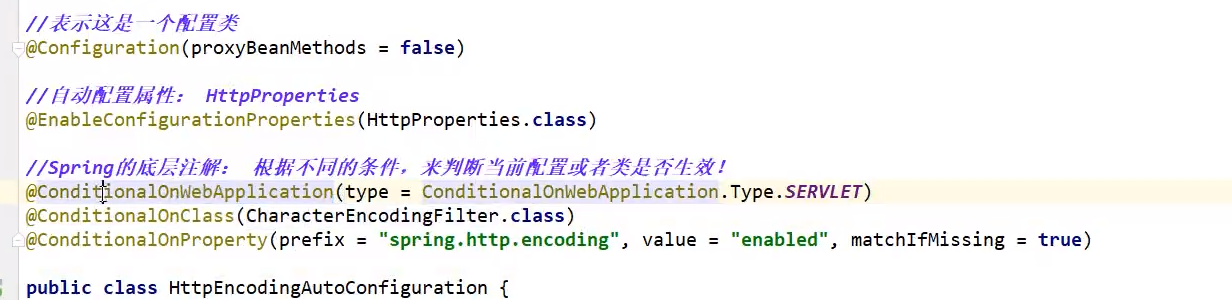 //表示这是一个配置类
@Configuration(proxyBeanMethods = false)
//自动配置属性： HttpProperties
@EnableConfigurationProperties(HttpProperties.class)
//Spring的底层注解： 根据不同的条件，来判断当前配置或者类是否生效！
@ConditionalOnWebApplication(type = ConditionalOnWebApplication.Type.SERVLET)
@ConditionalOnClass(CharacterEncodingFilter.class)
@ConditionalOnProperty(prefix = "spring.http.encoding", value = "enabled", matchIfMissing = true)
public class HttpEncodingAutoConfiguration {